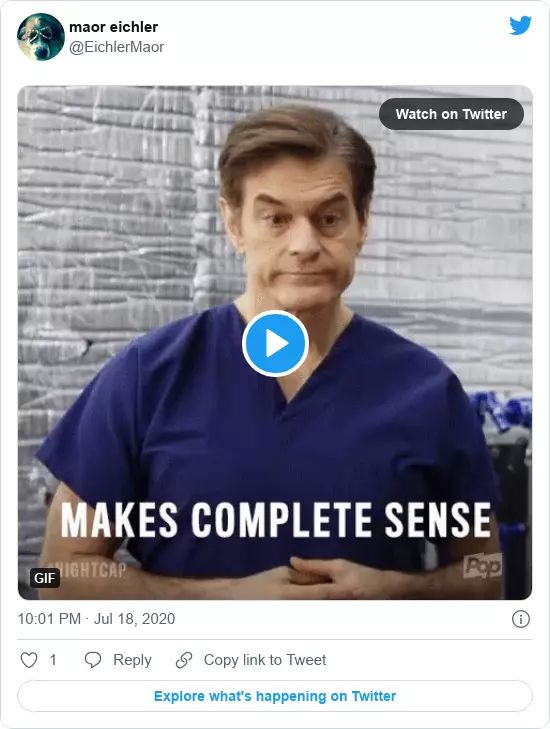 maor eichler
@EichlerMaor
Watch on Twitter
MAKES COMPLETE SENSE
NIGHTCAP
Pop
GIF
10:01 PM · Jul 18, 2020
1
Reply
Copy link to Tweet
Explore what's happening on Twitter